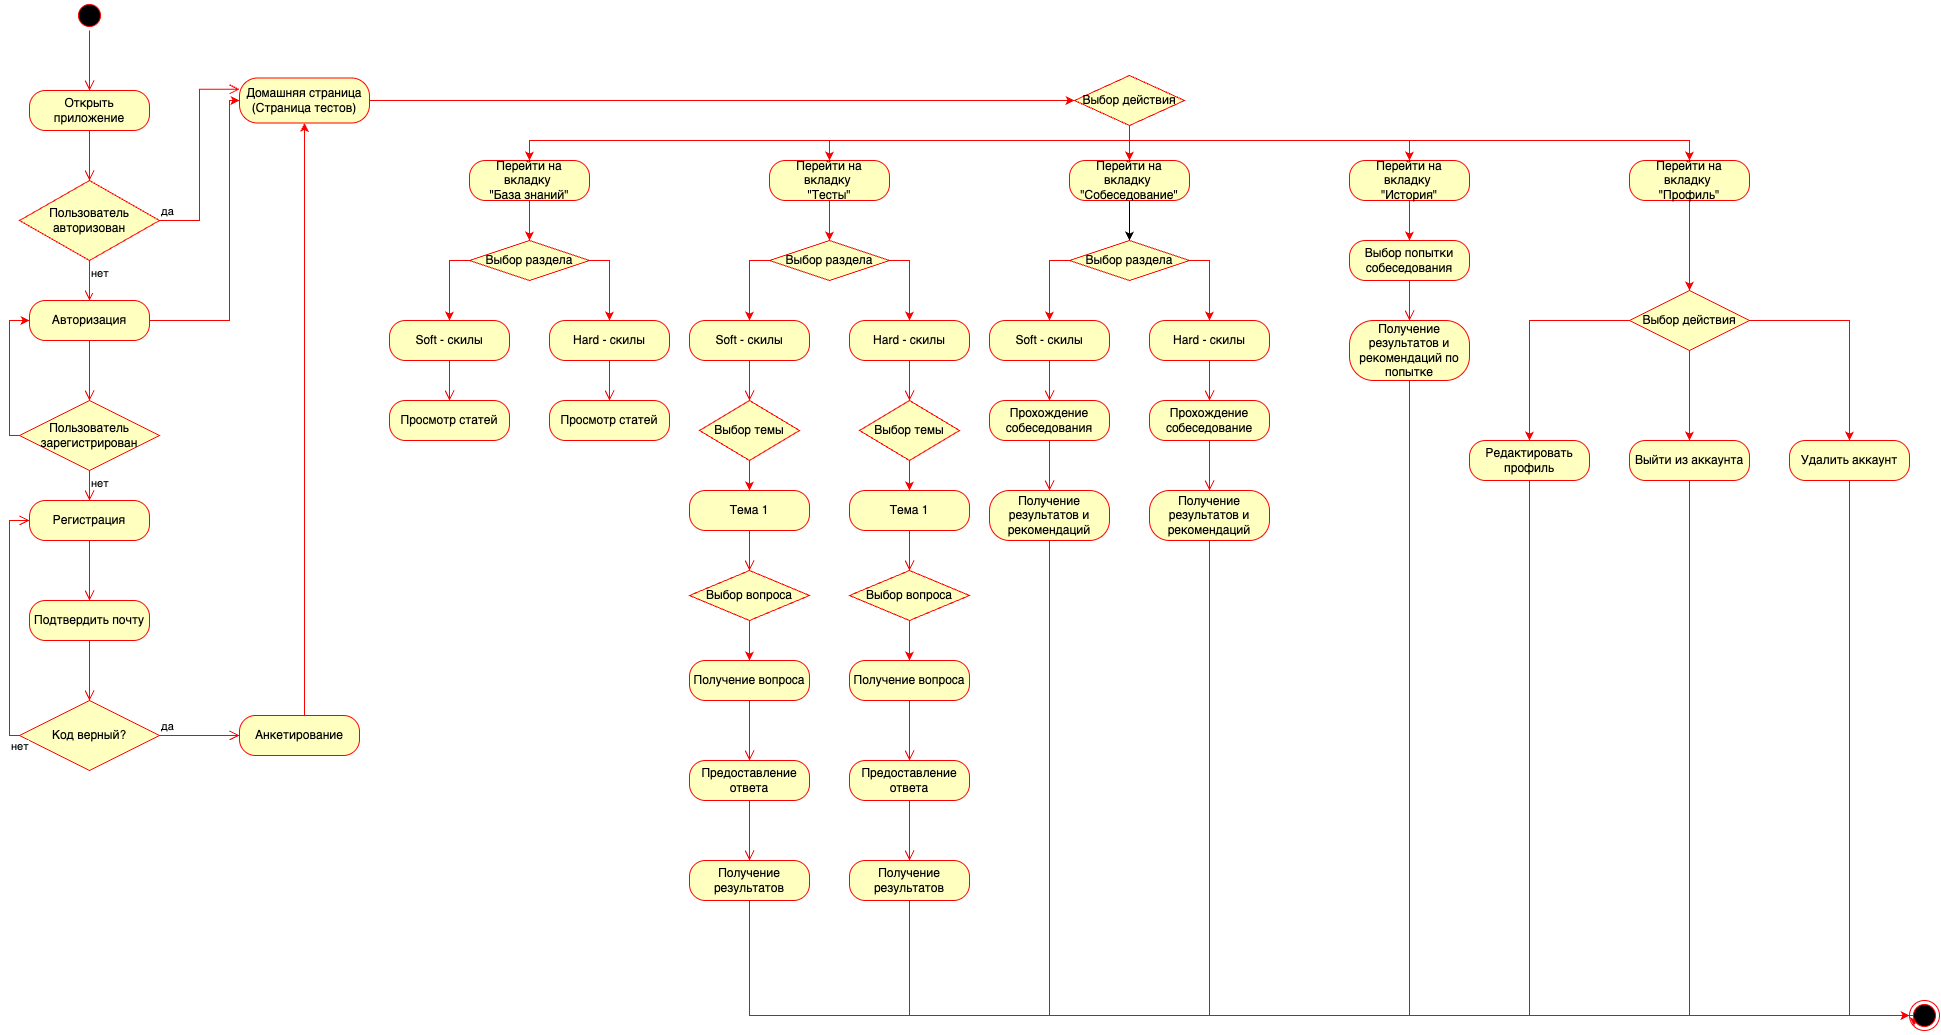 Открыть
приложение
Пользователь
авторизован
да
нет
Авторизация
Пользователь
зарегистрирован
нет
Регистрация
Подтвердить почту
Код верный?
да
нет
Анкетирование
Домашняя страница
(Страница тестов)
Выбор действия
Перейти на
вкладку
"База знаний"
Выбор раздела
Soft - скилы
Hard - скилы
Просмотр статей
Просмотр статей
Перейти на
вкладку
"Тесты"
Выбор раздела
Soft - скилы
Hard - скилы
Выбор темы
Выбор темы
Тема 1
Тема 1
Выбор вопроса
Выбор вопроса
Получение вопроса
Получение вопроса
Предоставление
ответа
Предоставление
ответа
Получение
результатов
Получение
результатов
Перейти на
вкладку
"Собеседование"
Выбор раздела
Soft - скилы
Hard - скилы
Прохождение
собеседования
Прохождение
собеседование
Получение
результатов и
рекомендаций
Получение
результатов и
рекомендаций
Перейти на
вкладку
"История"
Выбор попытки
собеседования
Получение
результатов и
рекомендаций по
попытке
Перейти на
вкладку
"Профиль"
Выбор действия
Редактировать
профиль
Выйти из аккаунта
Удалить аккаунт